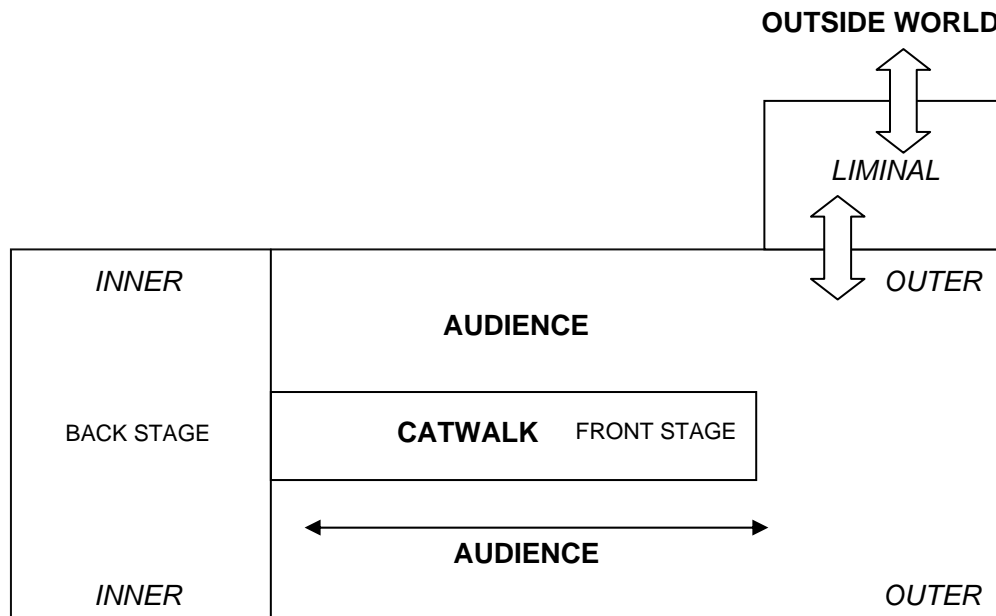 OUTSIDE WORLD
LIMINAL
INNER
OUTER
AUDIENCE
BACK STAGE
CATWALK FRONT STAGE
AUDIENCE
INNER
OUTER